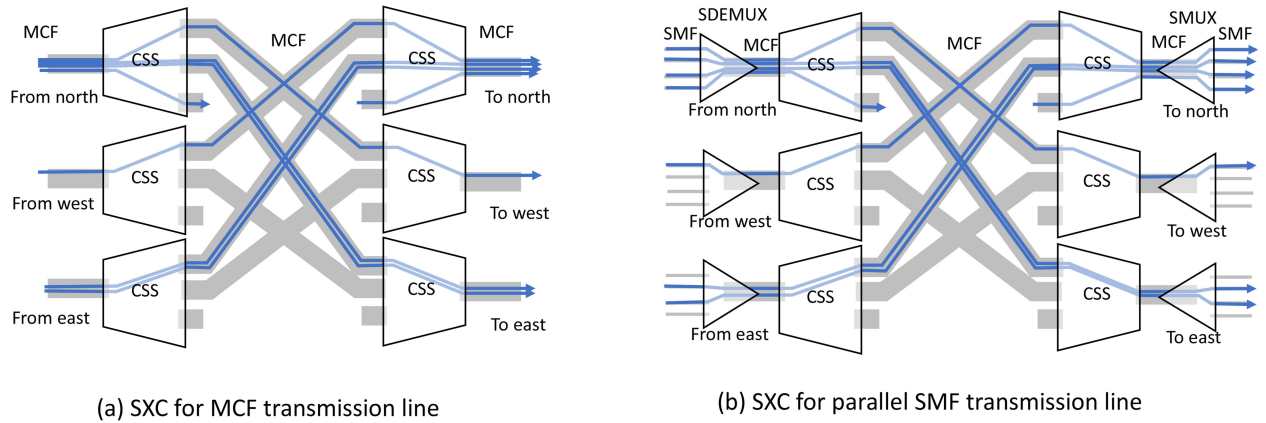 MCF
CSS
MCF
CSS
MCF
From north
To north
CSS
CSS
From west
To west
CSS
CSS
From east
To east
(a) SXC for MCF transmission line
SDEMUX
SMF
MCF
CSS
MCF
CSS
SMUX
MCF
SMF
From north
To north
CSS
CSS
From west
To west
CSS
CSS
From east
To east
(b) SXC for parallel SMF transmission line